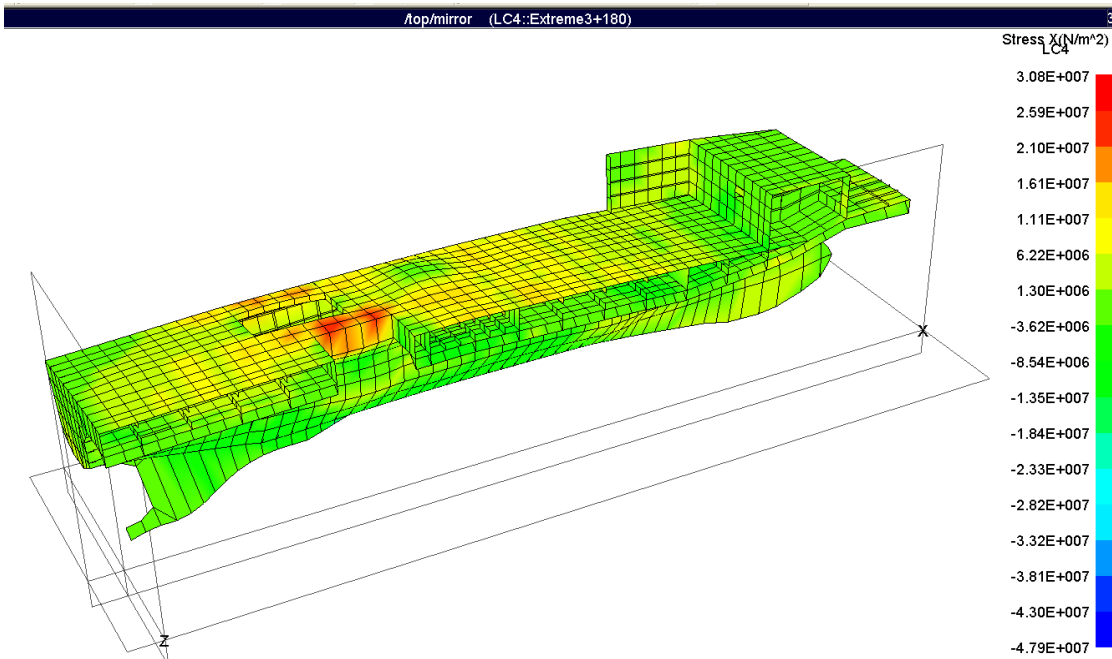 /top/mirror (LC4::Extreme3+180)
Stress X(N/m^2)
LC4
3.08E+007
2.59E+007
2.10E+007
1.61E+007
1.11E+007
6.22E+006
1.30E+006
-3.62E+006
-8.54E+006
-1.35E+007
-1.84E+007
-2.33E+007
-2.82E+007
-3.32E+007
-3.81E+007
-4.30E+007
-4.79E+007
X
Z